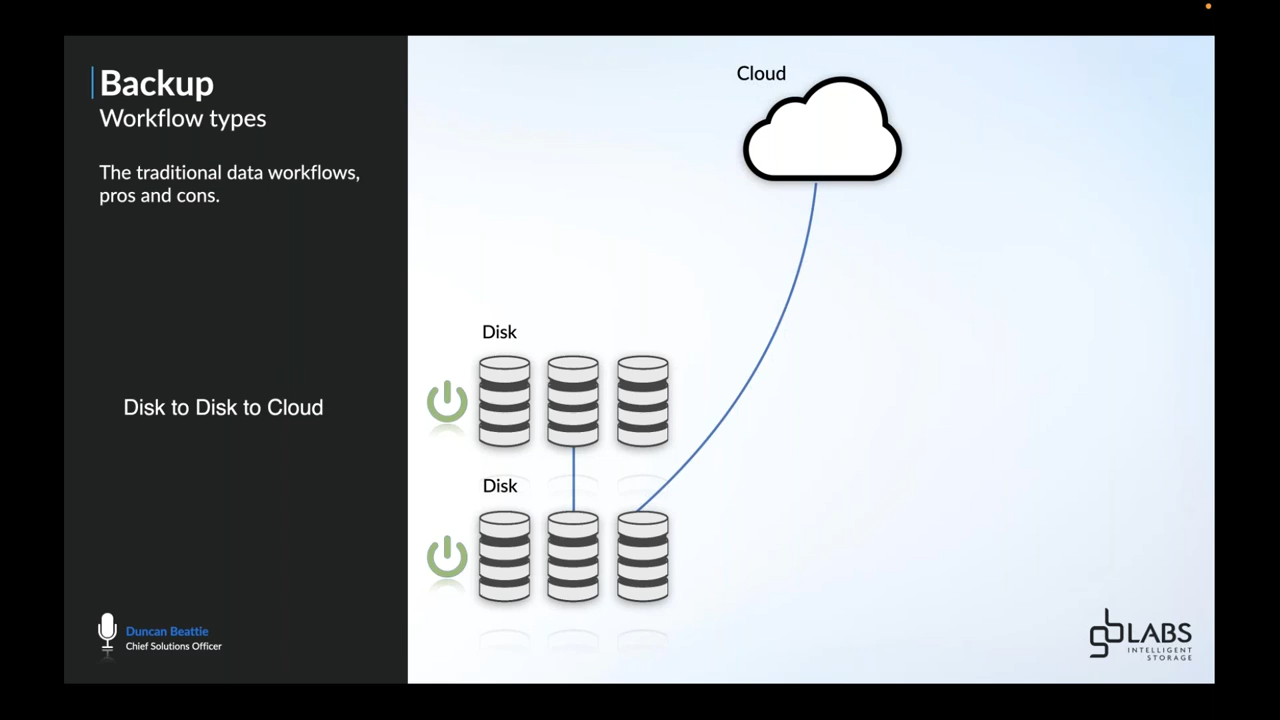 Backup
Workflow types
The traditional data workflows,
pros and cons.
Disk to Disk to Cloud
Duncan Beattie
Chief Solutions Officer
Cloud
Disk
Disk
gb LABS
INTELLIGENT
STORAGE